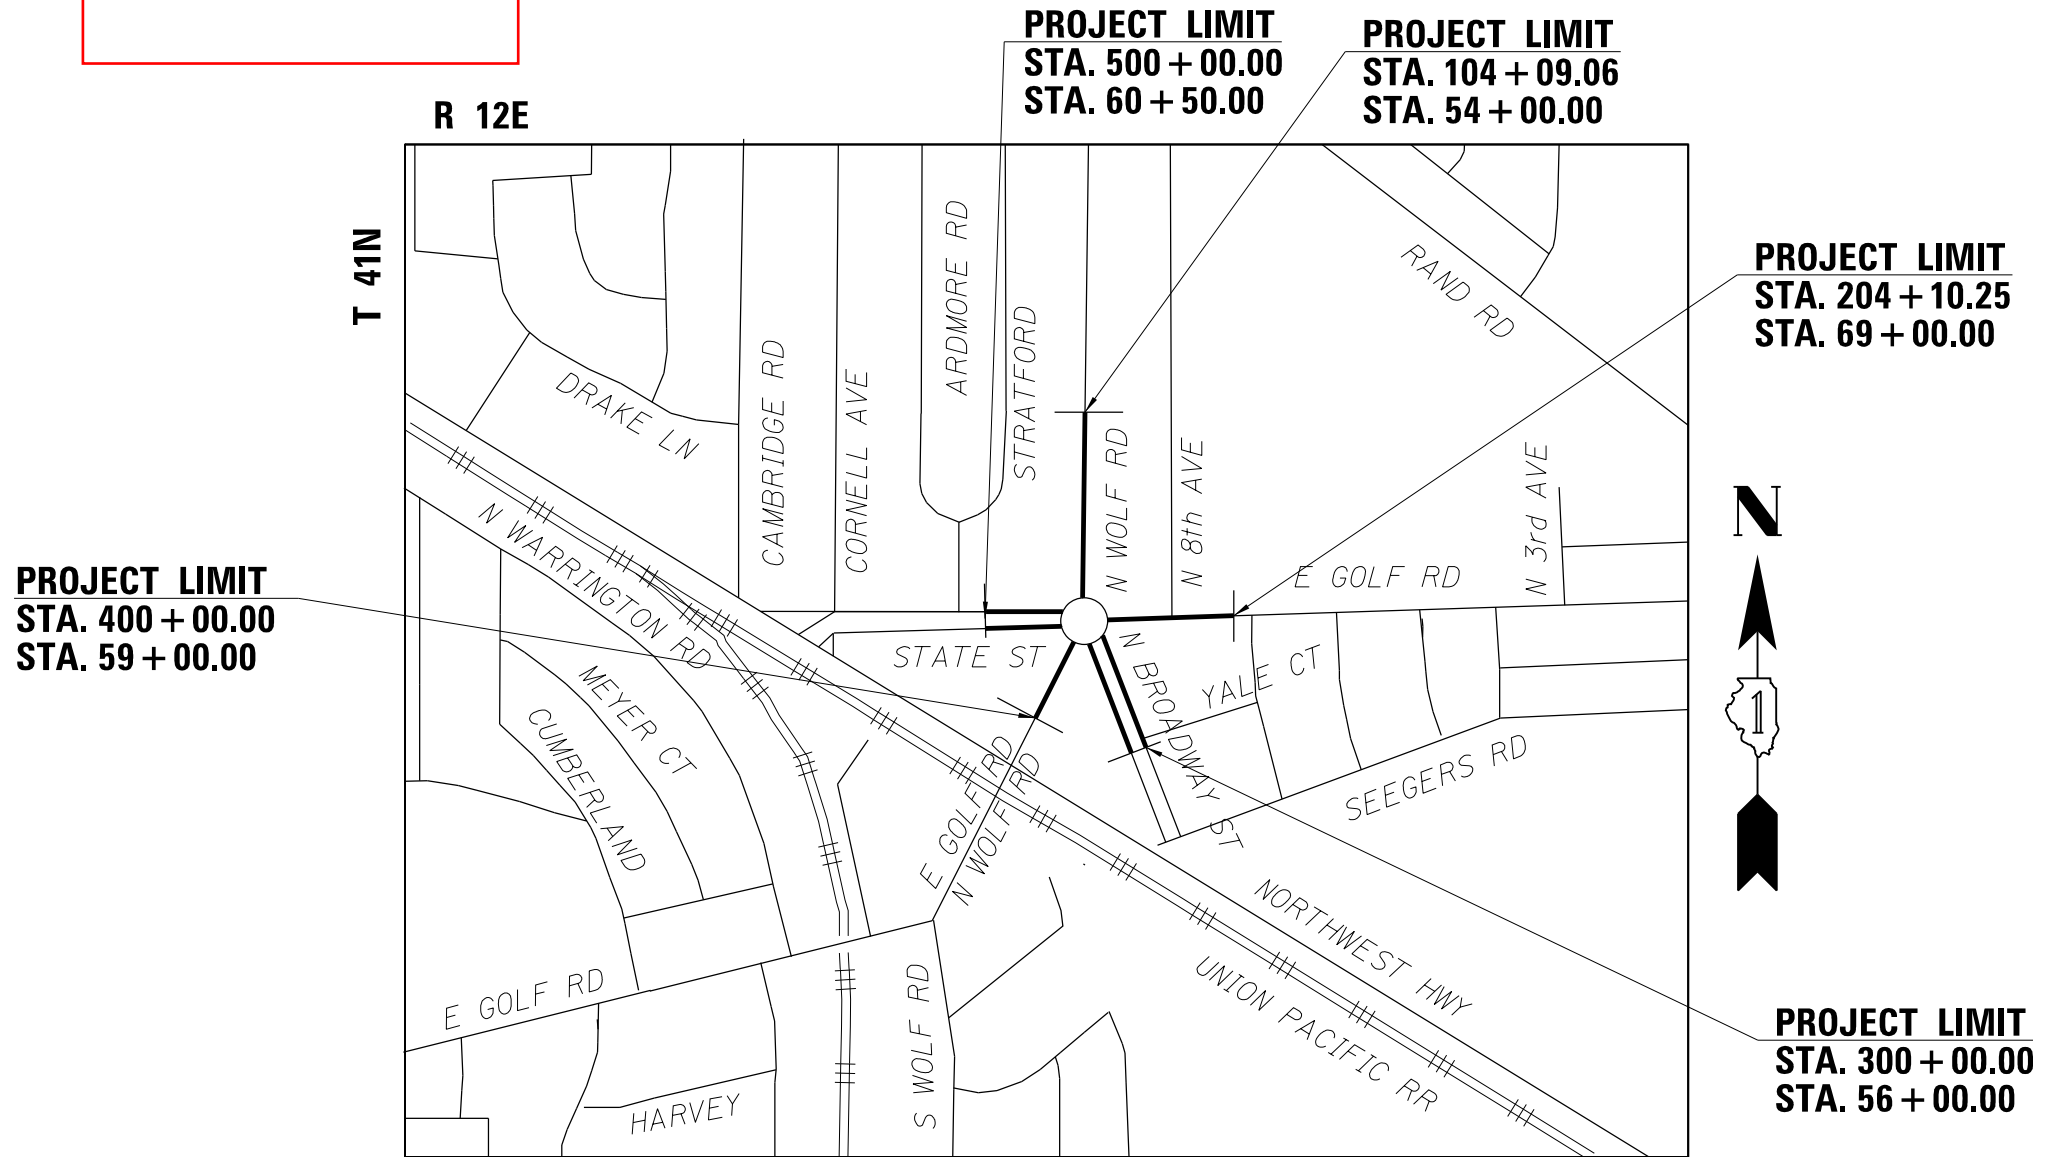 PROJECT LIMIT
STA. 500+00.00
STA. 60+50.00
PROJECT LIMIT
STA. 104+09.06
STA. 54+00.00
R 12E
T 41N
PROJECT LIMIT
STA. 204+10.25
STA. 69+00.00
ARDMORE RD
STRATFORD
RAND RD
CAMBRIDGE RD
CORNELL AVE
DRAKE LN
N WOLF RD
N 8th AVE
N 3rd AVE
N
N WARRINGTON RD
E GOLF RD
PROJECT LIMIT
STA. 400+00.00
STA. 59+00.00
STATE ST
N BROADWAY ST
YALE CT
MEYER CT
CUMBERLAND
1
SEEGERS RD
E GOLF RD
N WOLF RD
NORTHWEST HWY
UNION PACIFIC RR
E GOLF RD
S WOLF RD
HARVEY
PROJECT LIMIT
STA. 300+00.00
STA. 56+00.00